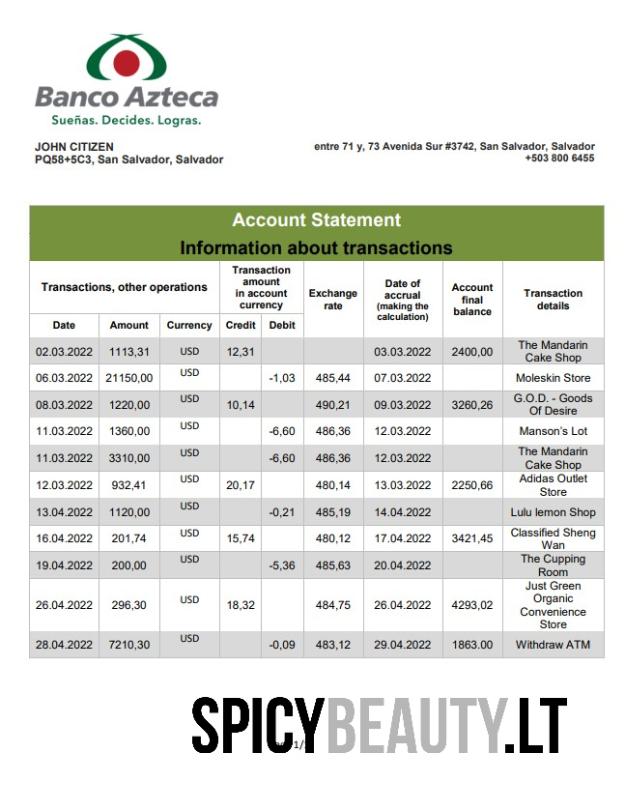 Banco Azteca
Sueñas. Decides. Logras.
JOHN CITIZEN
PQ58+5C3, San Salvador, Salvador
entre 71 y, 73 Avenida Sur #3742, San Salvador, Salvador
+503 800 6455
Account Statement
Information about transactions
Transactions, other operations
Transaction
amount
in account
currency
Exchange
rate
Date of
accrual
(making the
calculation)
Account
final
balance
Transaction
details
Date Amount Currency Credit Debit
02.03.2022 1113,31 USD 12,31 03.03.2022 2400,00 The Mandarin
Cake Shop
06.03.2022 21150,00 USD -1,03 485,44 07.03.2022 Moleskin Store
08.03.2022 1220,00 USD 10,14 490,21 09.03.2022 3260,26 G.O.D. - Goods
Of Desire
11.03.2022 1360,00 USD -6,60 486,36 12.03.2022 Manson's Lot
11.03.2022 3310,00 USD -6,60 486,36 12.03.2022 The Mandarin
Cake Shop
12.03.2022 932,41 USD 20,17 480,14 13.03.2022 2250,66 Adidas Outlet
Store
13.04.2022 1120,00 USD -0,21 485,19 14.04.2022 Lulu lemon Shop
16.04.2022 201,74 USD 15,74 480,12 17.04.2022 3421,45 Classified Sheng
Wan
19.04.2022 200,00 USD -5,36 485,63 20.04.2022 The Cupping
Room
26.04.2022 296,30 USD 18,32 484,75 26.04.2022 4293,02 Just Green
Organic
Convenience
Store
28.04.2022 7210,30 USD -0,09 483,12 29.04.2022 1863.00 Withdraw ATM
SPICYBEAUTY.LT